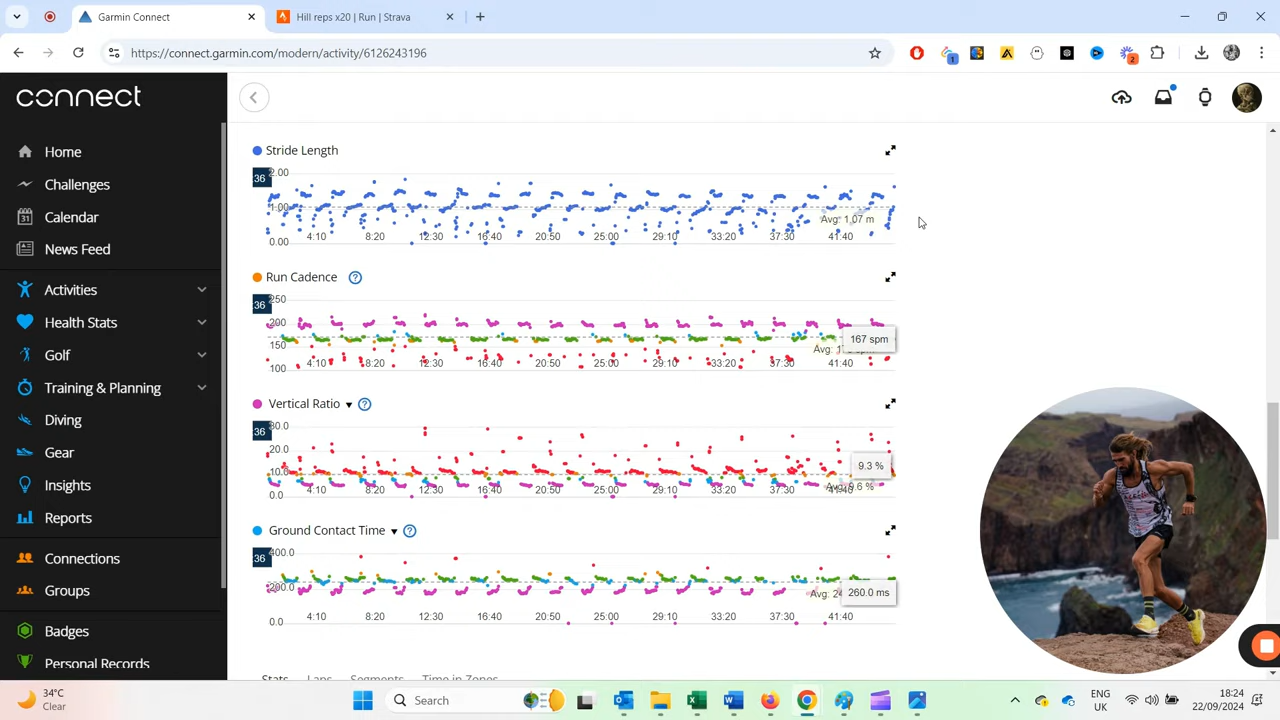 Garmin Connect
Hill reps x20 | Run | Strava
https://connect.garmin.com/modern/activity/6126243196
1
2
connect
Home
Challenges
Calendar
News Feed
Activities
Health Stats
Golf
Training & Planning
Diving
Gear
Insights
Reports
Connections
Groups
Badges
Personal Records
31
Stride Length
36
2.00
1.00
0.00
Avg: 1.07 m
4:10 8:20 12:30 16:40 20:50 25:00 29:10 33:20 37:30 41:40
Run Cadence ?
36
250
200
150
100
167 spm
4:10 8:20 12:30 16:40 20:50 25:00 29:10 33:20 37:30 41:40
Vertical Ratio ?
36
30.0
20.0
10.0
0.0
9.3 %
4:10 8:20 12:30 16:40 20:50 25:00 29:10 33:20 37:30 41:40
Ground Contact Time ?
36
400.0
200.0
0.0
260.0 ms
4:10 8:20 12:30 16:40 20:50 25:00 29:10 33:20 37:30 41:40
Stats Laps Segments Time in Zones
34°C
Clear
Search
ENG
UK
18:24
22/09/2024